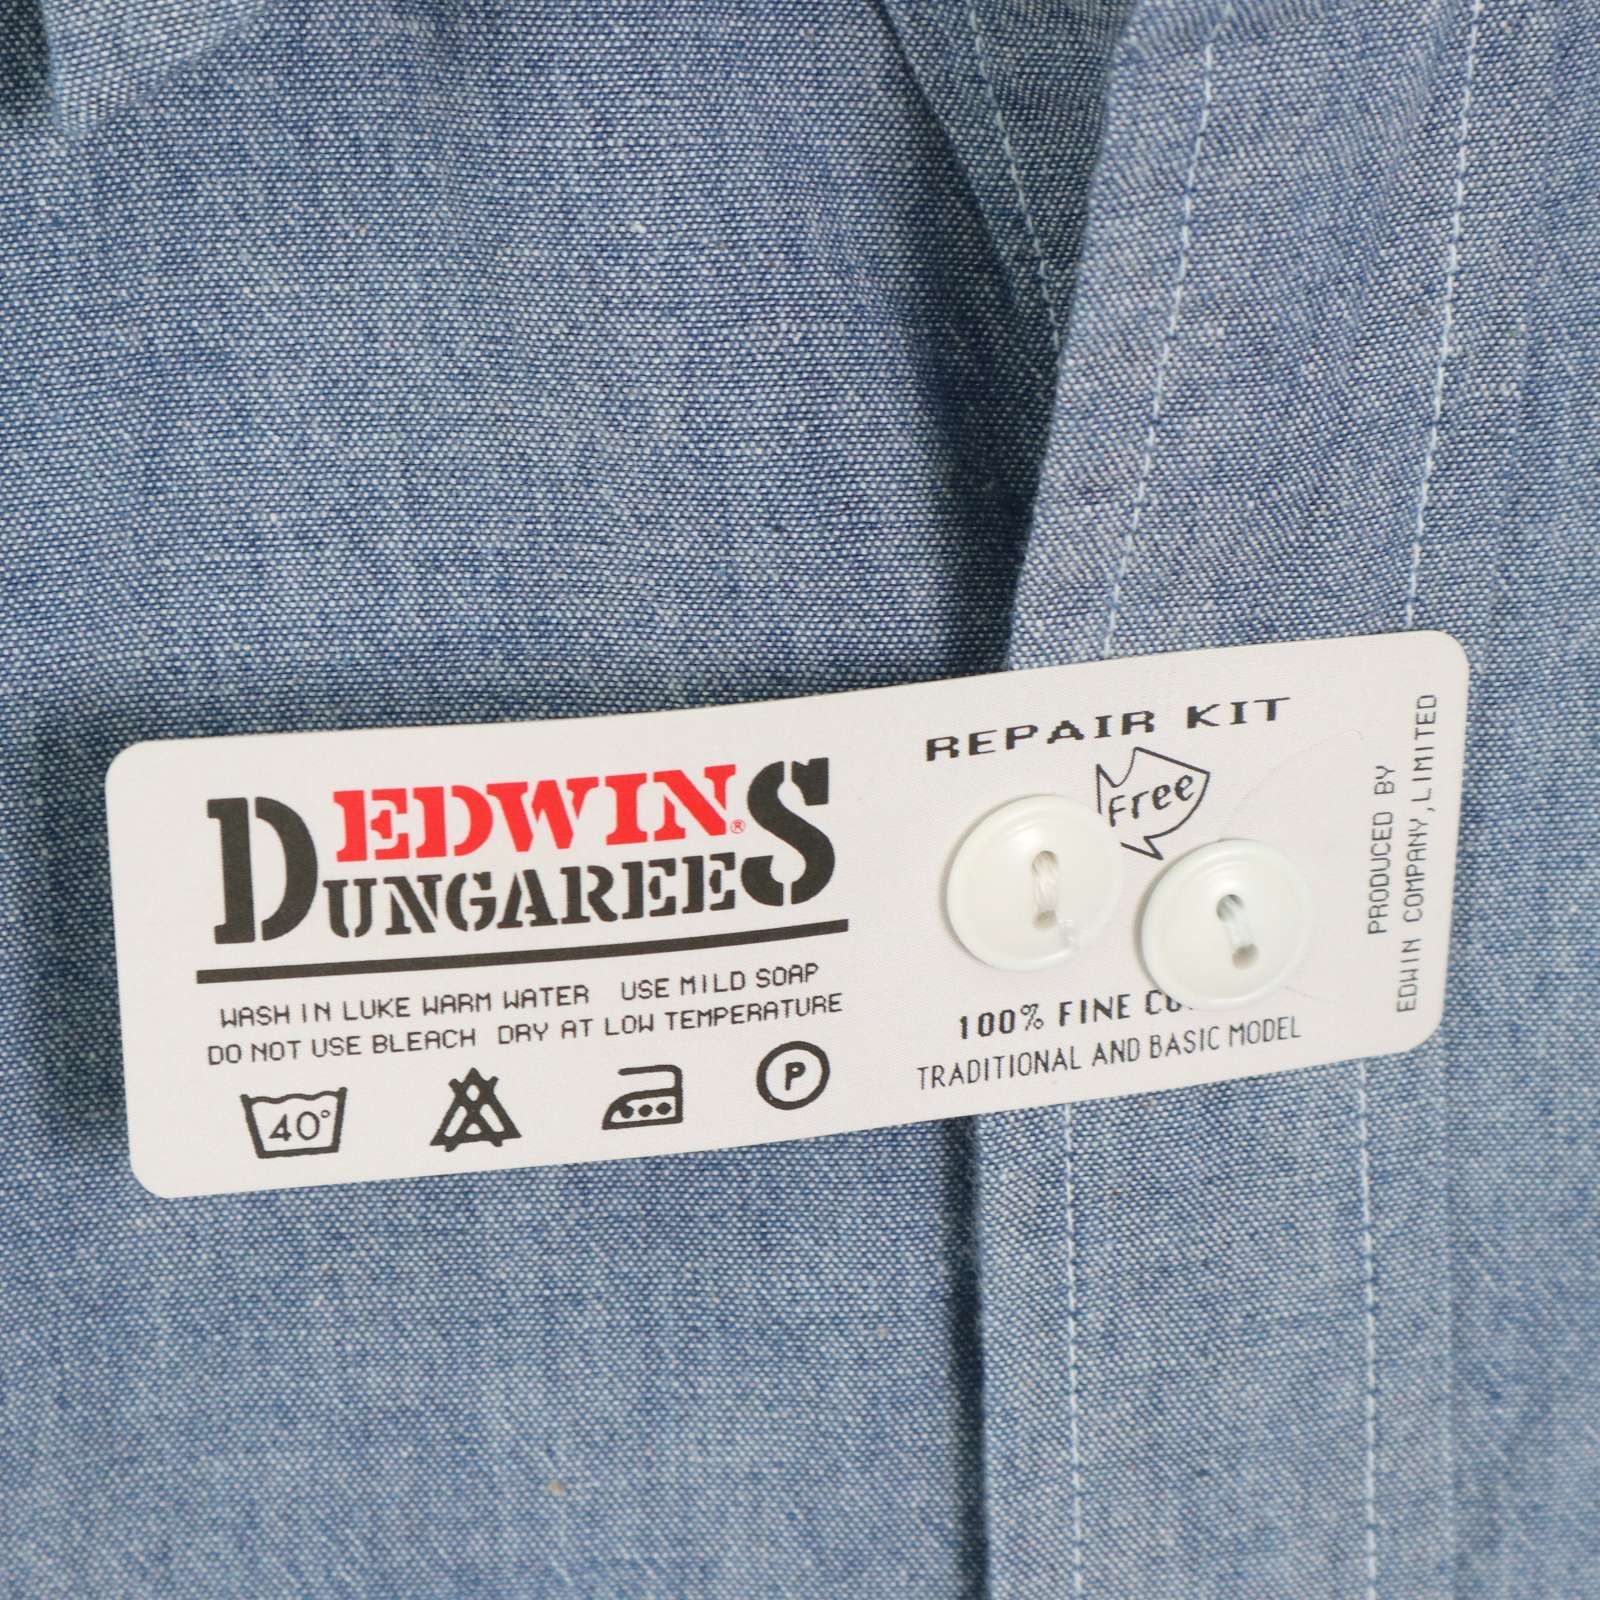 EDWIN®
DUNGAREES
WASH IN LUKE WARM WATER USE MILD SOAP
DO NOT USE BLEACH DRY AT LOW TEMPERATURE
40°
P
REPAIR KIT
Free
100% FINE
TRADITIONAL AND BASIC MODEL
PRODUCED BY
EDWIN COMPANY,LIMITED